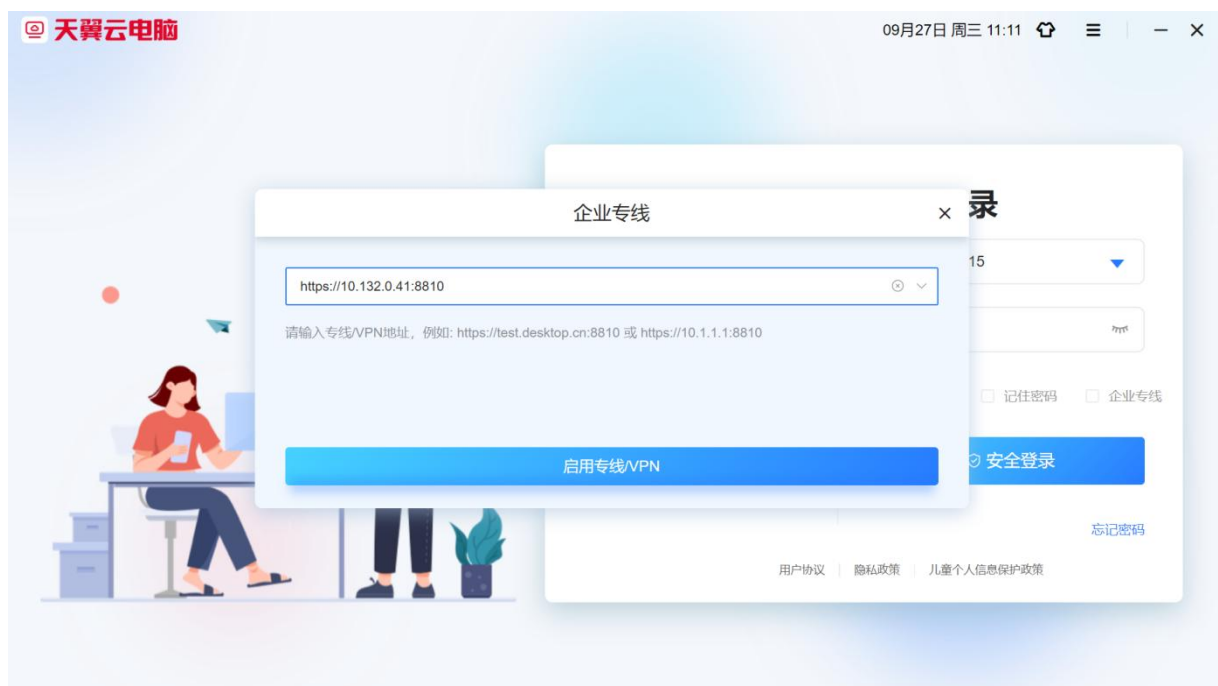 天翼云电脑
09月27日 周三 11:11
企业专线
录
https://10.132.0.41:8810
15
请输入专线/VPN地址，例如: https://test.desktop.cn:8810 或 https://10.1.1.1:8810
记住密码 企业专线
启用专线/VPN
安全登录
忘记密码
用户协议 隐私政策 儿童个人信息保护政策